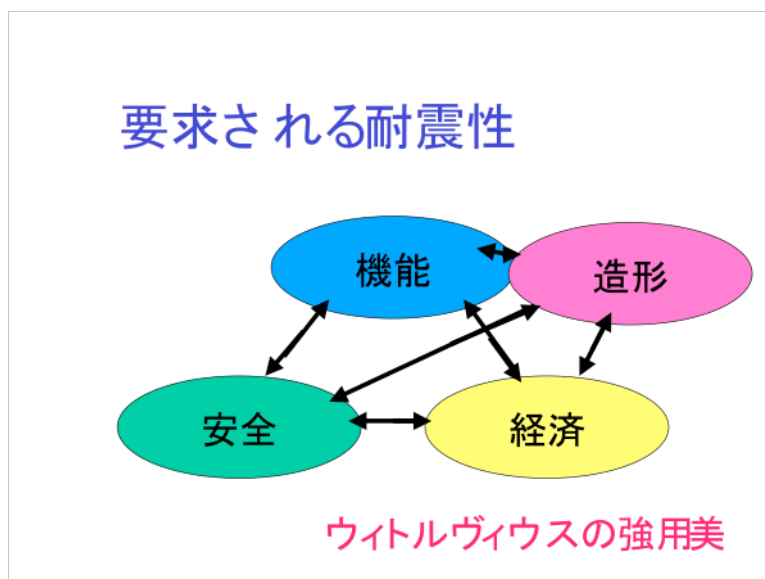 要求される耐震性
機能
造形
安全
経済
ウィトルヴィウスの強用美